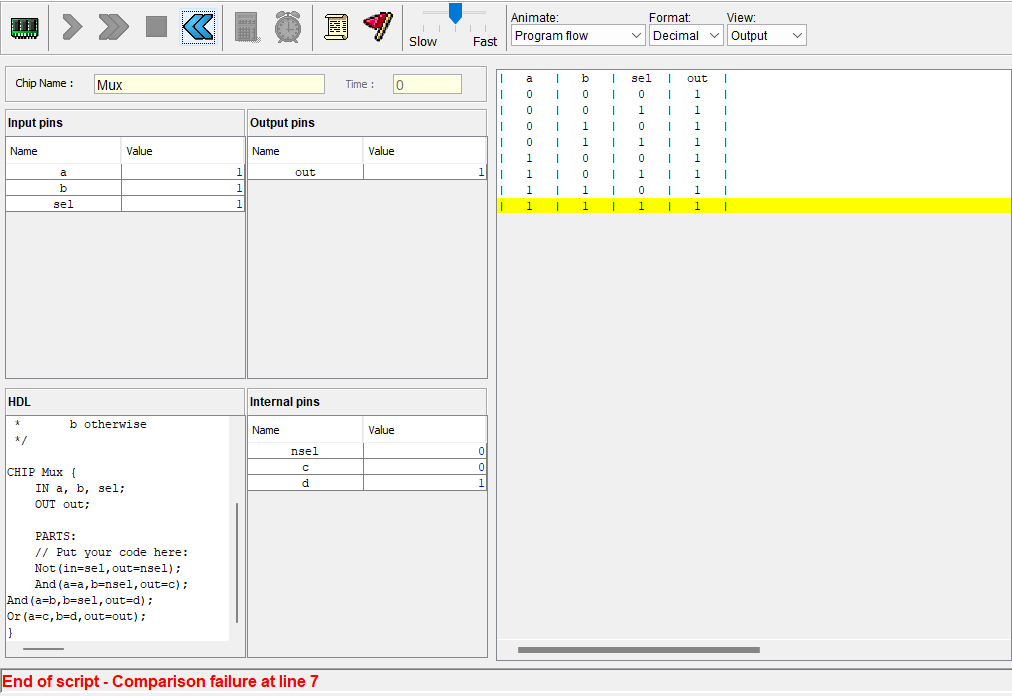 Slow Fast
Animate: Format: View:
Program flow Decimal Output
Chip Name : Mux Time : 0
Input pins
Name Value
a 1
b 1
sel 1
Output pins
Name Value
out 1
| a | b | sel | out |
| 0 | 0 | 0 | 1 |
| 0 | 0 | 1 | 1 |
| 0 | 1 | 0 | 1 |
| 0 | 1 | 1 | 1 |
| 1 | 0 | 0 | 1 |
| 1 | 0 | 1 | 1 |
| 1 | 1 | 0 | 1 |
| 1 | 1 | 1 | 1 |
HDL
* b otherwise
*/
CHIP Mux {
IN a, b, sel;
OUT out;
PARTS:
// Put your code here:
Not(in=sel,out=nsel);
And(a=a,b=nsel,out=c);
And(a=b,b=sel,out=d);
Or(a=c,b=d,out=out);
}
Internal pins
Name Value
nsel 0
c 0
d 1
End of script - Comparison failure at line 7